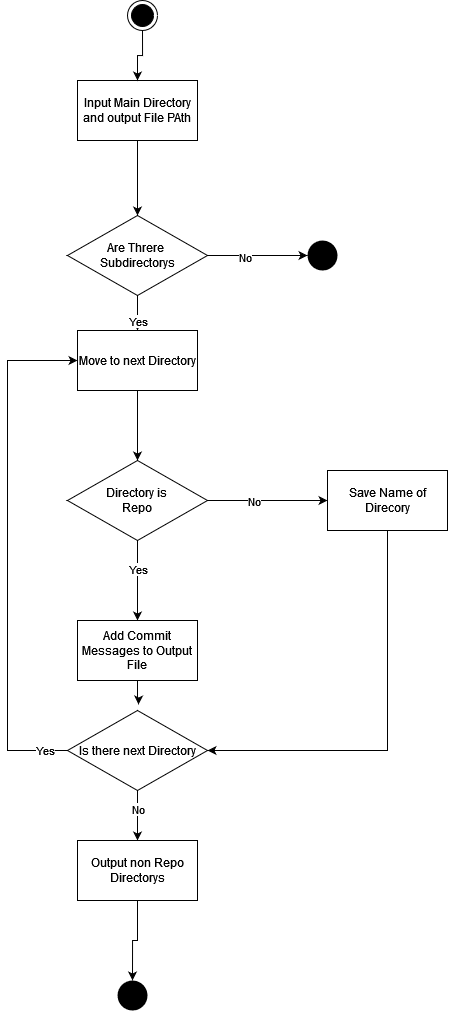 Input Main Directory
and output File PAth
Are Threre
Subdirectorys
No
Yes
Move to next Directory
Directory is
Repo
No
Save Name of
Direcory
Yes
Add Commit
Messages to Output
File
Is there next Directory
Yes
No
Output non Repo
Directorys